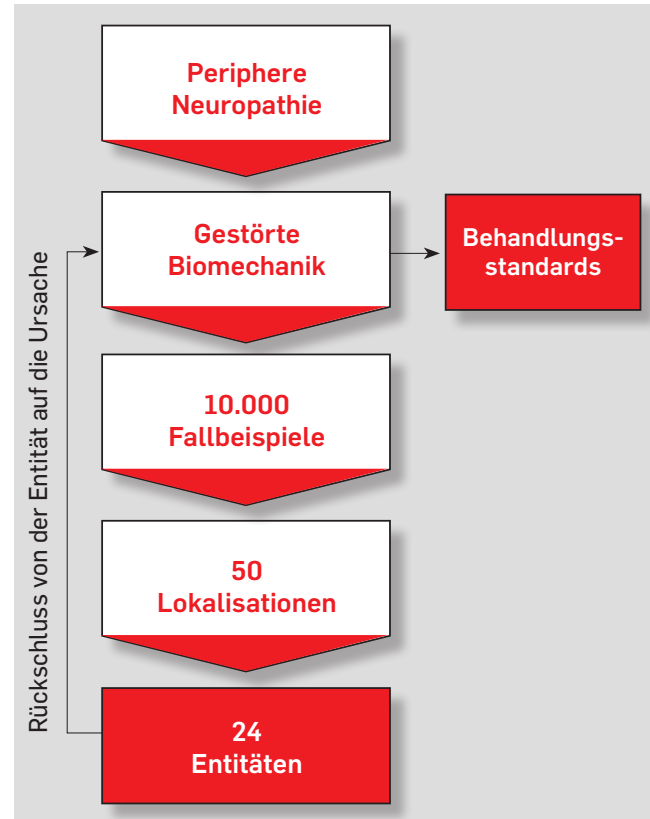 Periphere
Neuropathie
Gestörte
Biomechanik
Behandlungs-
standards
10.000
Fallbeispiele
50
Lokalisationen
24
Entitäten
Rückschluss von der Entität auf die Ursache